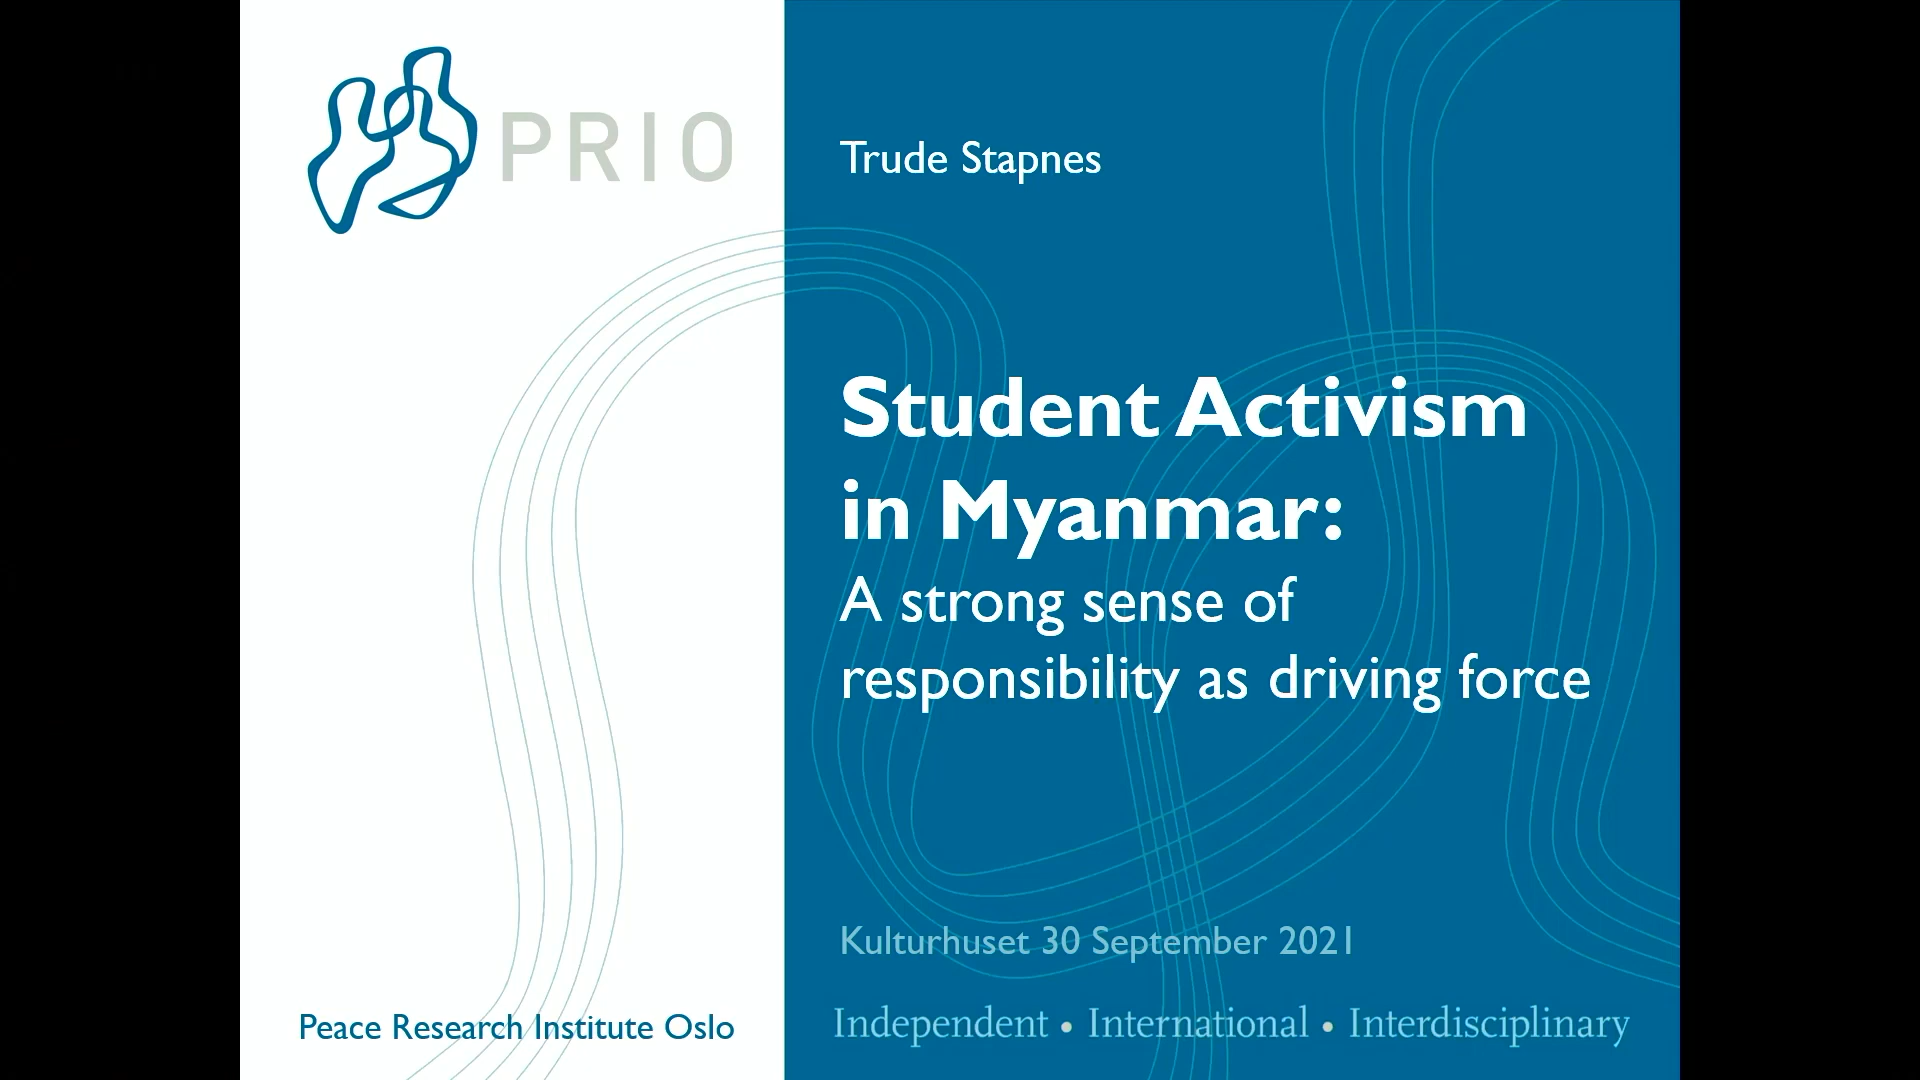 PRIO
Trude Stapnes
Student Activism
in Myanmar:
A strong sense of
responsibility as driving force
Kulturhuset 30 September 2021
Peace Research Institute Oslo
Independent • International • Interdisciplinary